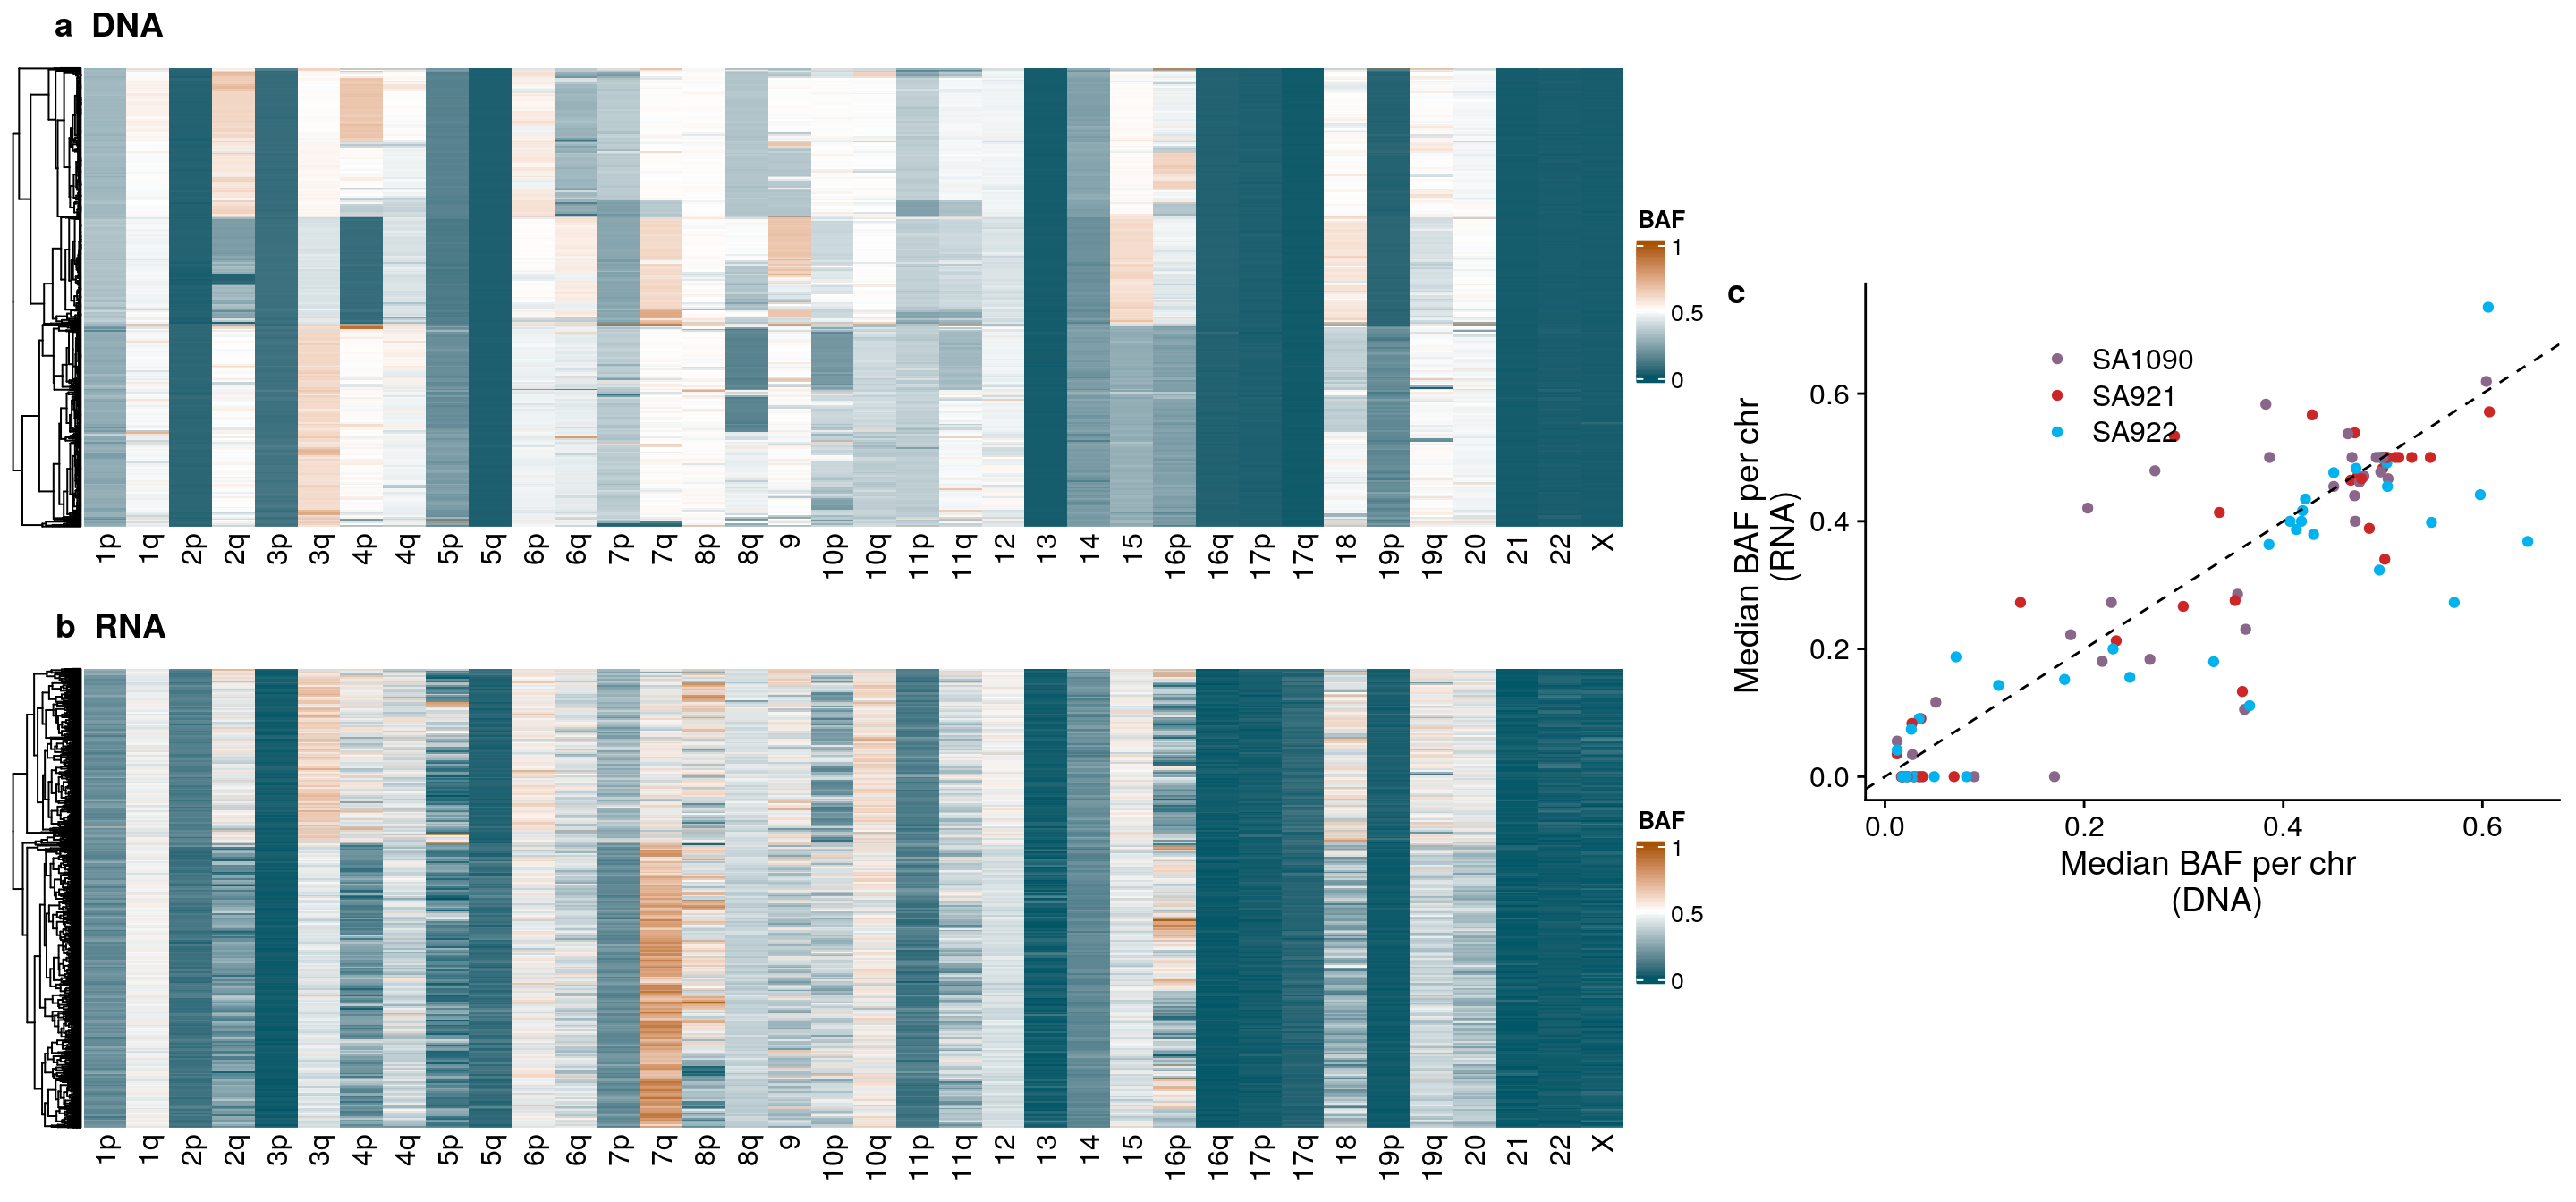 a DNA
1p 1q 2p 2q 3p 3q 4p 4q 5p 5q 6p 6q 7p 7q 8p 8q 9 10p 10q 11p 11q 12 13 14 15 16p 16q 17p 17q 18 19p 19q 20 21 22 X
BAF
1
0.5
0
b RNA
1p 1q 2p 2q 3p 3q 4p 4q 5p 5q 6p 6q 7p 7q 8p 8q 9 10p 10q 11p 11q 12 13 14 15 16p 16q 17p 17q 18 19p 19q 20 21 22 X
BAF
1
0.5
0
c
Median BAF per chr
(RNA)
0.6
0.4
0.2
0.0
SA1090
SA921
SA922
0.0 0.2 0.4 0.6
Median BAF per chr
(DNA)